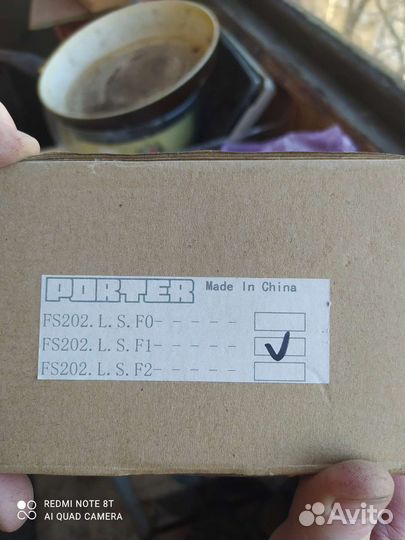 PORTER Made In China
FS202.L.S.F0- - - - -
FS202.L.S.F1- - - - -
FS202.L.S.F2- - - - -
REDMI NOTE 8T
AI QUAD CAMERA
Avito